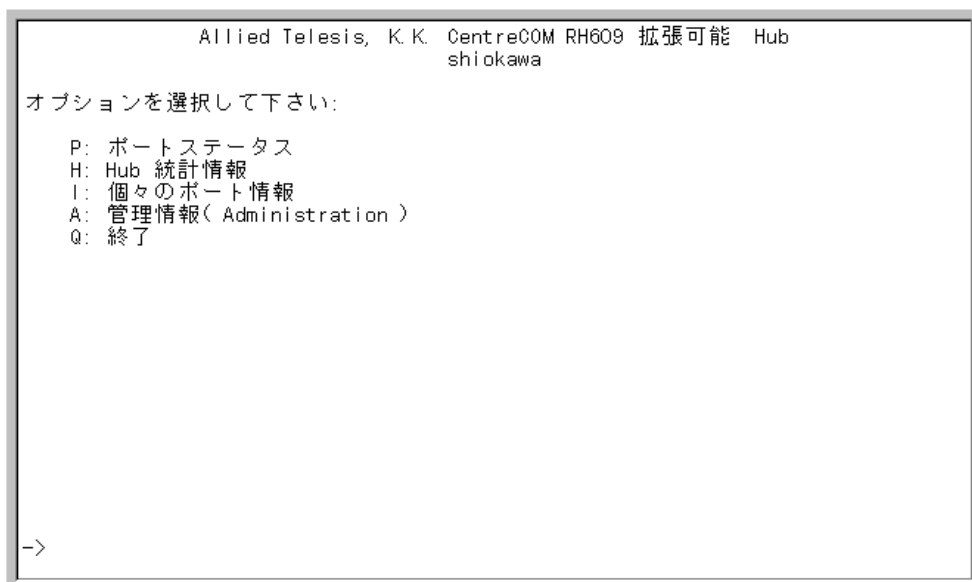 Allied Telesis, K.K. CentreCOM RH609 拡張可能 Hub
shiokawa
オプションを選択して下さい:
P: ポートステータス
H: Hub 統計情報
I: 個々のポート情報
A: 管理情報( Administration )
Q: 終了
->